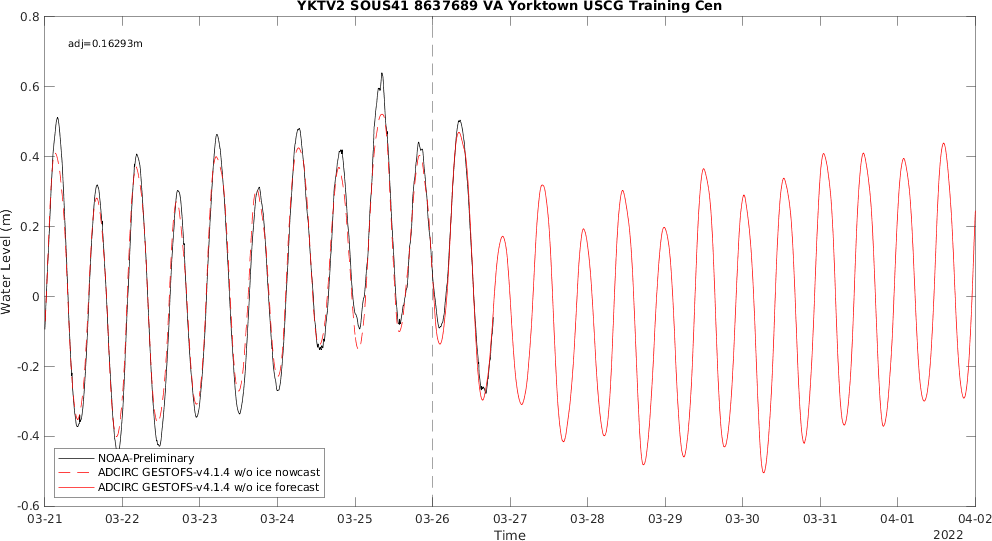 YKTV2 SOUS41 8637689 VA Yorktown USCG Training Cen
adj=0.16293m
0.8
0.6
0.4
0.2
0
-0.2
-0.4
-0.6
Water Level (m)
NOAA-Preliminary
ADCIRC GESTOFS-v4.1.4 w/o ice nowcast
ADCIRC GESTOFS-v4.1.4 w/o ice forecast
03-21 03-22 03-23 03-24 03-25 03-26 03-27 03-28 03-29 03-30 03-31 04-01 04-02
Time
2022